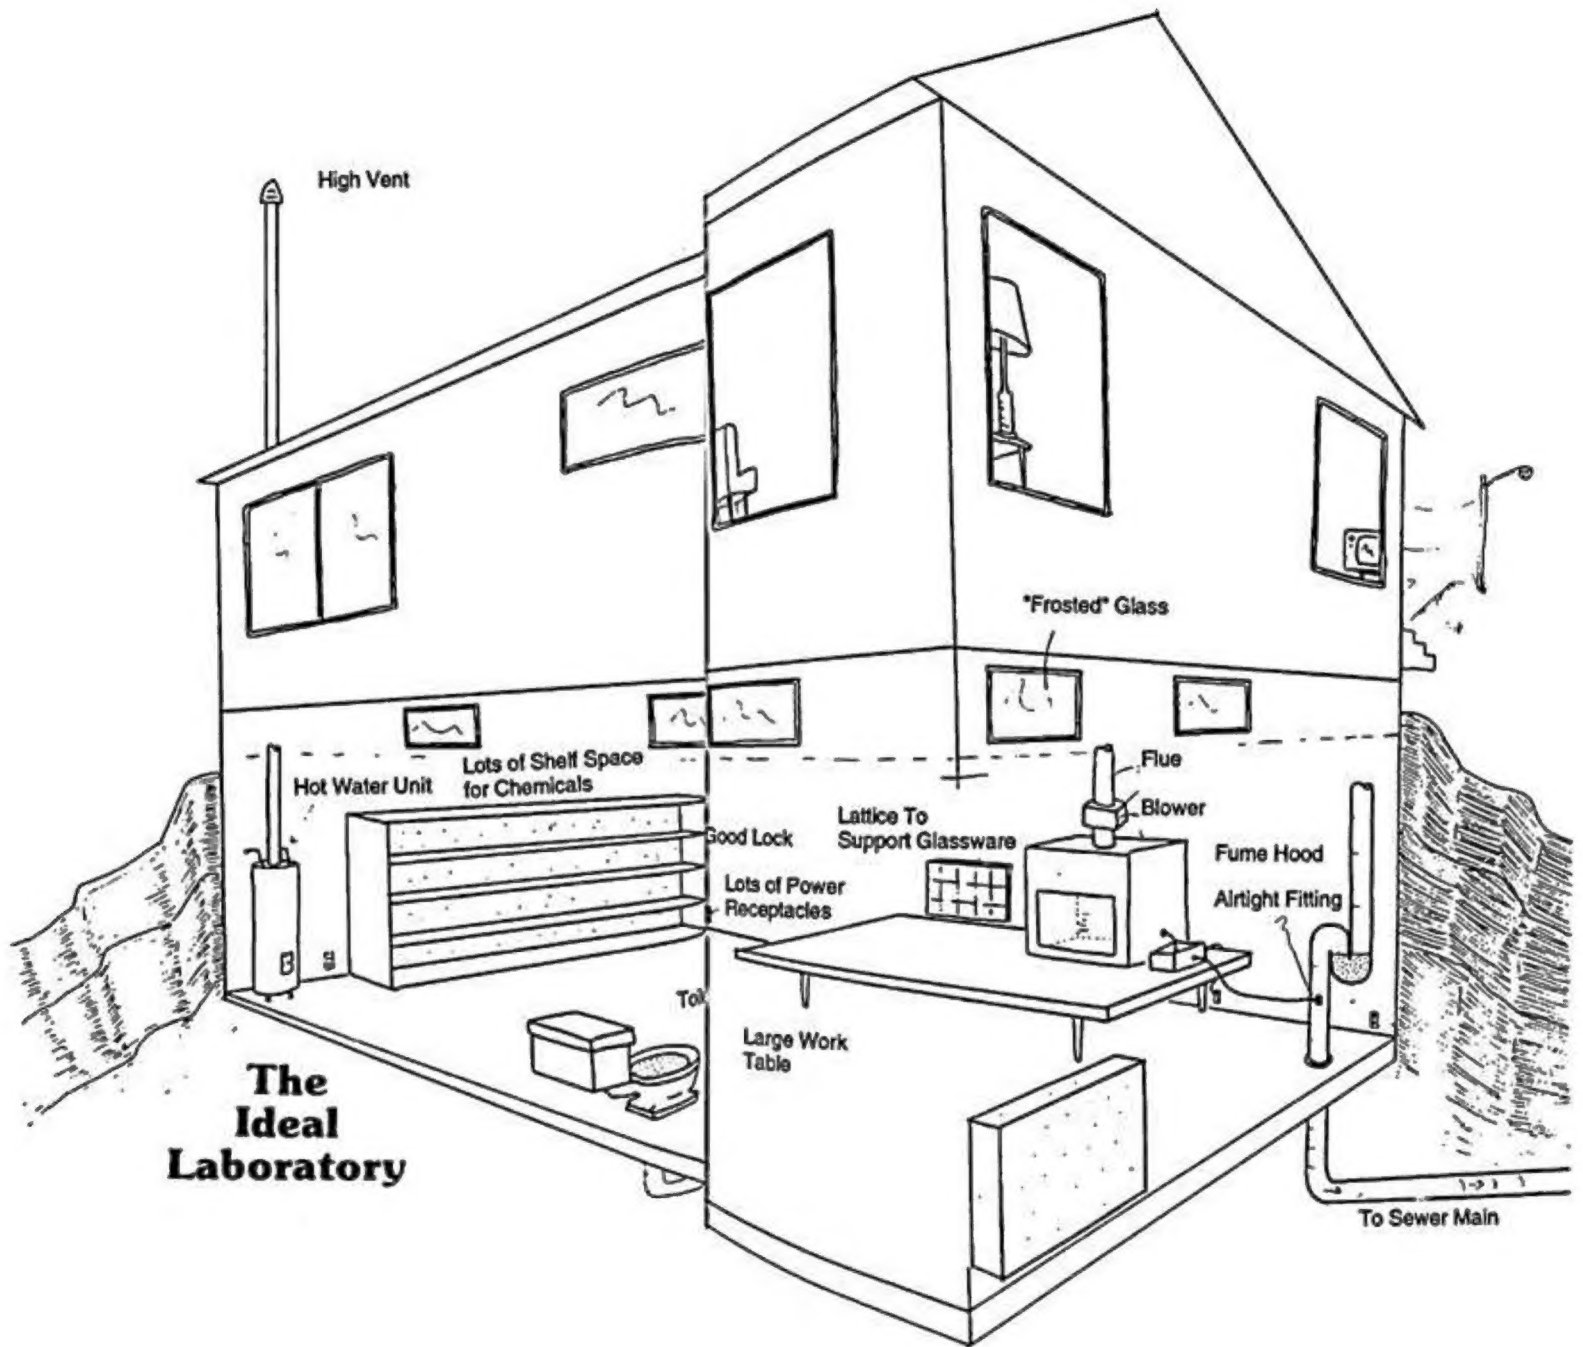 High Vent
"Frosted" Glass
Flue
Blower
Hot Water Unit
Lots of Shelf Space
for Chemicals
Good Lock
Lattice To
Support Glassware
Fume Hood
Airtight Fitting
Lots of Power
Receptacles
Toil
Large Work
Table
The
Ideal
Laboratory
To Sewer Main